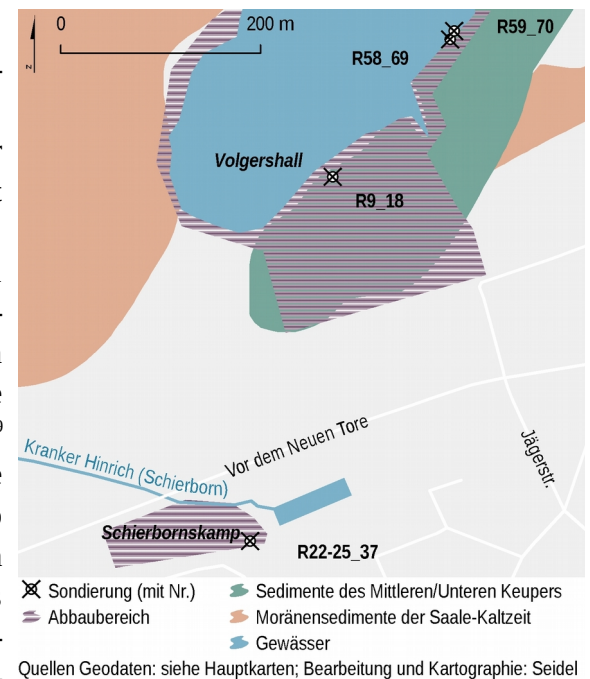 0 200 m
R59_70
R58_69
Volgershall
R9_18
Kranker Hinrich (Schierborn)
Vor dem Neuen Tore
Jägerstr.
Schierbornskamp
R22-25_37
z
Sondierung (mit Nr.)
Abbaubereich
Sedimente des Mittleren/Unteren Keupers
Moränensedimente der Saale-Kaltzeit
Gewässer
Quellen Geodaten: siehe Hauptkarten; Bearbeitung und Kartographie: Seidel